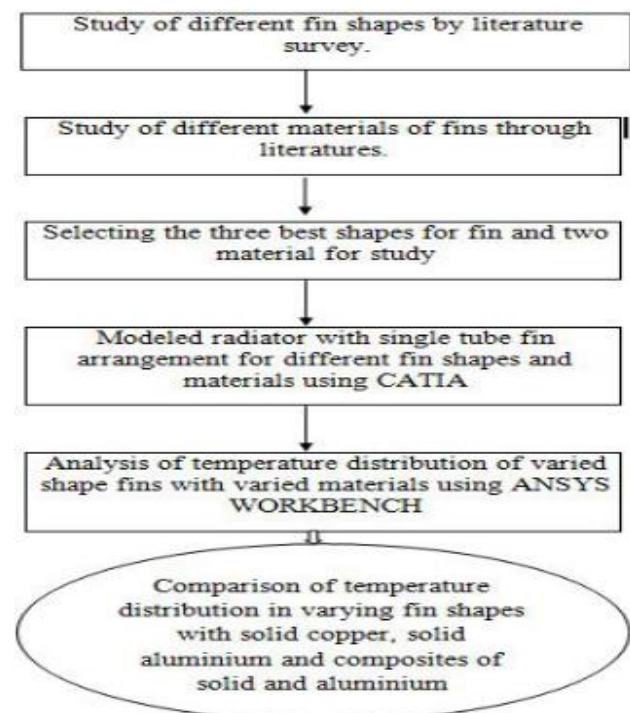 Study of different fin shapes by literature
survey.
Study of different materials of fins through
literatures.
Selecting the three best shapes for fin and two
material for study
Modeled radiator with single tube fin
arrangement for different fin shapes and
materials using CATIA
Analysis of temperature distribution of varied
shape fins with varied materials using ANSYS
WORKBENCH
Comparison of temperature
distribution in varying fin shapes
with solid copper, solid
aluminium and composites of
solid and aluminium